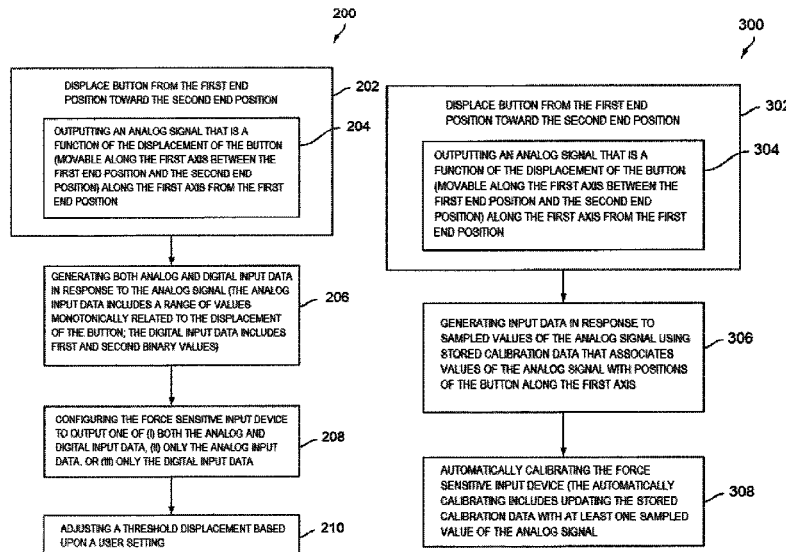 200
DISPLACE BUTTON FROM THE FIRST END
POSITION TOWARD THE SECOND END POSITION
202
OUTPUTTING AN ANALOG SIGNAL THAT IS A
FUNCTION OF THE DISPLACEMENT OF THE BUTTON
(MOVABLE ALONG THE FIRST AXIS BETWEEN THE
FIRST END POSITION AND THE SECOND END
POSITION) ALONG THE FIRST AXIS FROM THE FIRST
END POSITION
204
GENERATING BOTH ANALOG AND DIGITAL INPUT DATA
IN RESPONSE TO THE ANALOG SIGNAL (THE ANALOG
INPUT DATA INCLUDES A RANGE OF VALUES
MONOTONICALLY RELATED TO THE DISPLACEMENT
OF THE BUTTON; THE DIGITAL INPUT DATA INCLUDES
FIRST AND SECOND BINARY VALUES)
206
CONFIGURING THE FORCE SENSITIVE INPUT DEVICE
TO OUTPUT ONE OF (I) BOTH THE ANALOG AND
DIGITAL INPUT DATA, (II) ONLY THE ANALOG INPUT
DATA, OR (III) ONLY THE DIGITAL INPUT DATA
208
ADJUSTING A THRESHOLD DISPLACEMENT BASED
UPON A USER SETTING
210
300
DISPLACE BUTTON FROM THE FIRST END
POSITION TOWARD THE SECOND END POSITION
302
OUTPUTTING AN ANALOG SIGNAL THAT IS A
FUNCTION OF THE DISPLACEMENT OF THE BUTTON
(MOVABLE ALONG THE FIRST AXIS BETWEEN THE
FIRST END POSITION AND THE SECOND END
POSITION) ALONG THE FIRST AXIS FROM THE FIRST
END POSITION
304
GENERATING INPUT DATA IN RESPONSE TO
SAMPLED VALUES OF THE ANALOG SIGNAL USING
STORED CALIBRATION DATA THAT ASSOCIATES
VALUES OF THE ANALOG SIGNAL WITH POSITIONS
OF THE BUTTON ALONG THE FIRST AXIS
306
AUTOMATICALLY CALIBRATING THE FORCE
SENSITIVE INPUT DEVICE (THE AUTOMATICALLY
CALIBRATING INCLUDES UPDATING THE STORED
CALIBRATION DATA WITH AT LEAST ONE SAMPLED
VALUE OF THE ANALOG SIGNAL
308